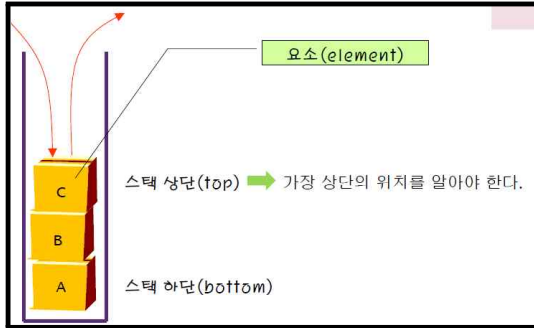 요소(element)
C
스택 상단(top) 가장 상단의 위치를 알아야 한다.
B
A
스택 하단(bottom)